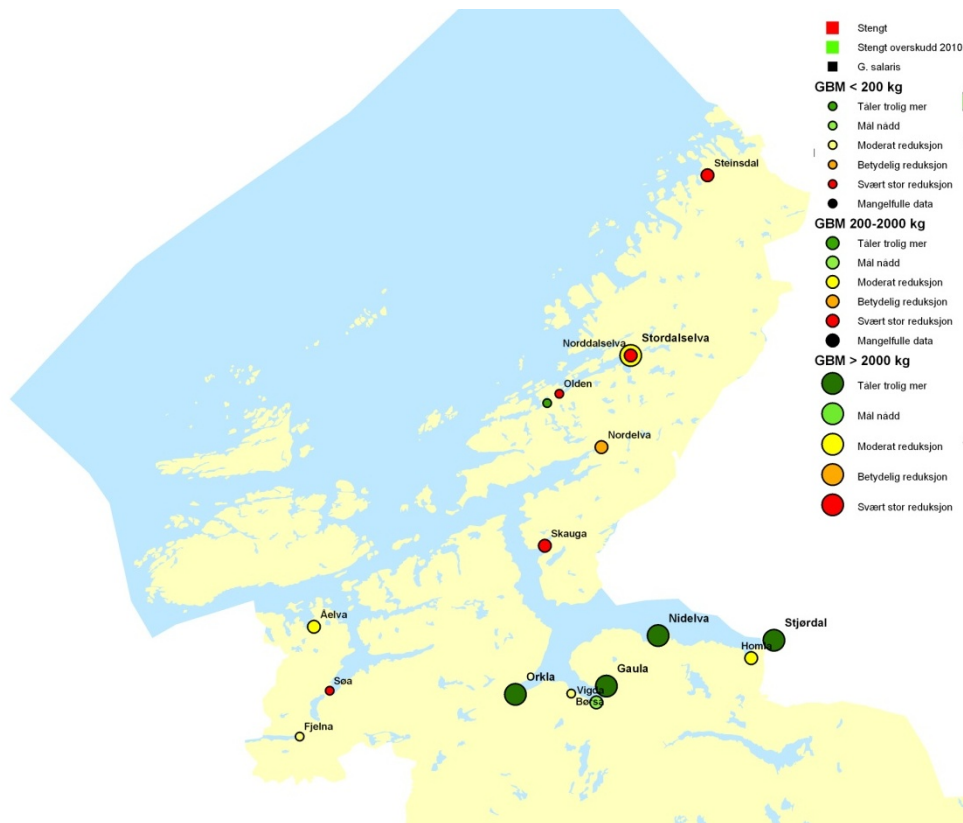 Stengt
Stengt overskudd 2010
G. salaris
GBM < 200 kg
Tåler trolig mer
Mål nådd
Moderat reduksjon
Betydelig reduksjon
Svært stor reduksjon
Mangelfulle data
GBM 200-2000 kg
Tåler trolig mer
Mål nådd
Moderat reduksjon
Betydelig reduksjon
Svært stor reduksjon
Mangelfulle data
GBM > 2000 kg
Tåler trolig mer
Mål nådd
Moderat reduksjon
Betydelig reduksjon
Svært stor reduksjon
Steinsdal
Norddalselva
Stordalselva
Olden
Nordelva
Skauga
Åelva
Nidelva
Stjørdal
Homla
Søa
Orkla
Gaula
Vigda
Børsa
Fjelna